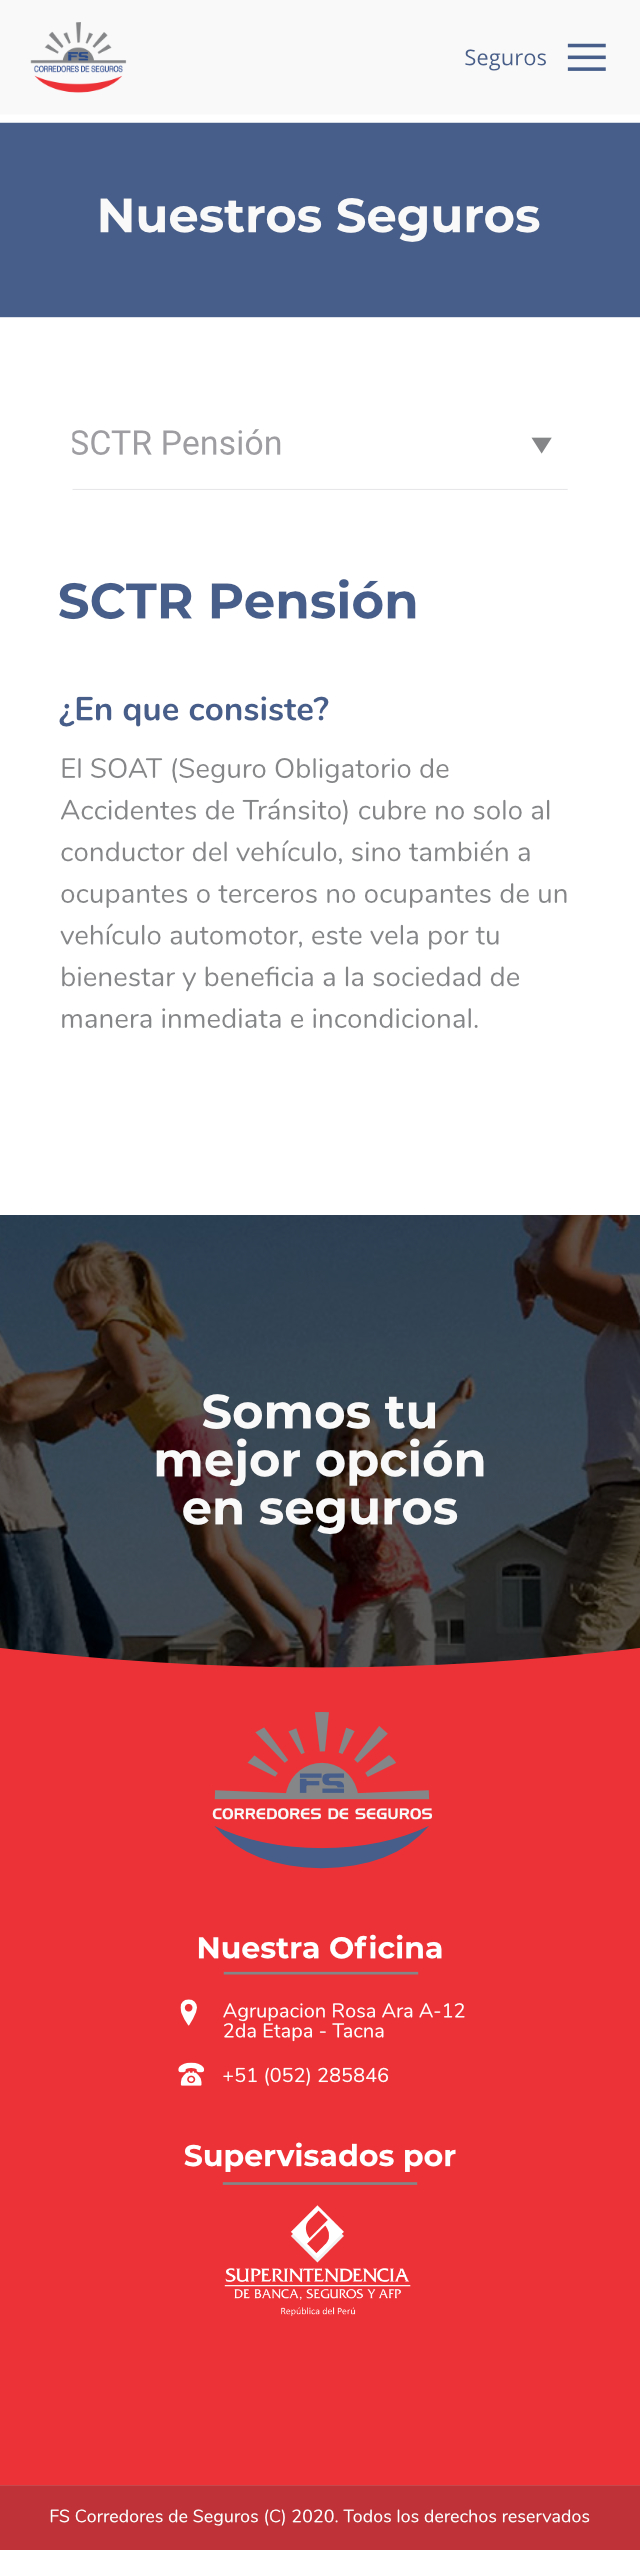 FS
CORREDORES DE SEGUROS
Seguros
Nuestros Seguros
SCTR Pensión
SCTR Pensión
¿En que consiste?
El SOAT (Seguro Obligatorio de
Accidentes de Tránsito) cubre no solo al
conductor del vehículo, sino también a
ocupantes o terceros no ocupantes de un
vehículo automotor, este vela por tu
bienestar y beneficia a la sociedad de
manera inmediata e incondicional.
Somos tu
mejor opción
en seguros
FS
CORREDORES DE SEGUROS
Nuestra Oficina
Agrupacion Rosa Ara A-12
2da Etapa - Tacna
+51 (052) 285846
Supervisados por
SUPERINTENDENCIA
DE BANCA, SEGUROS Y AFP
República del Perú
FS Corredores de Seguros (C) 2020. Todos los derechos reservados